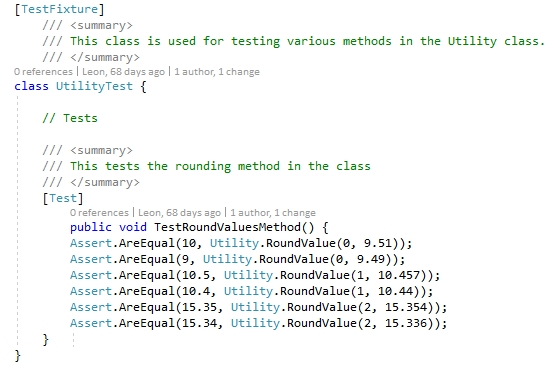 [TestFixture]
/// <summary>
/// This class is used for testing various methods in the Utility class.
/// </summary>
0 references | Leon, 68 days ago | 1 author, 1 change
class UtilityTest {
// Tests
/// <summary>
/// This tests the rounding method in the class
/// </summary>
[Test]
0 references | Leon, 68 days ago | 1 author, 1 change
public void TestRoundValuesMethod() {
Assert.AreEqual(10, Utility.RoundValue(0, 9.51));
Assert.AreEqual(9, Utility.RoundValue(0, 9.49));
Assert.AreEqual(10.5, Utility.RoundValue(1, 10.457));
Assert.AreEqual(10.4, Utility.RoundValue(1, 10.44));
Assert.AreEqual(15.35, Utility.RoundValue(2, 15.354));
Assert.AreEqual(15.34, Utility.RoundValue(2, 15.336));
}
}